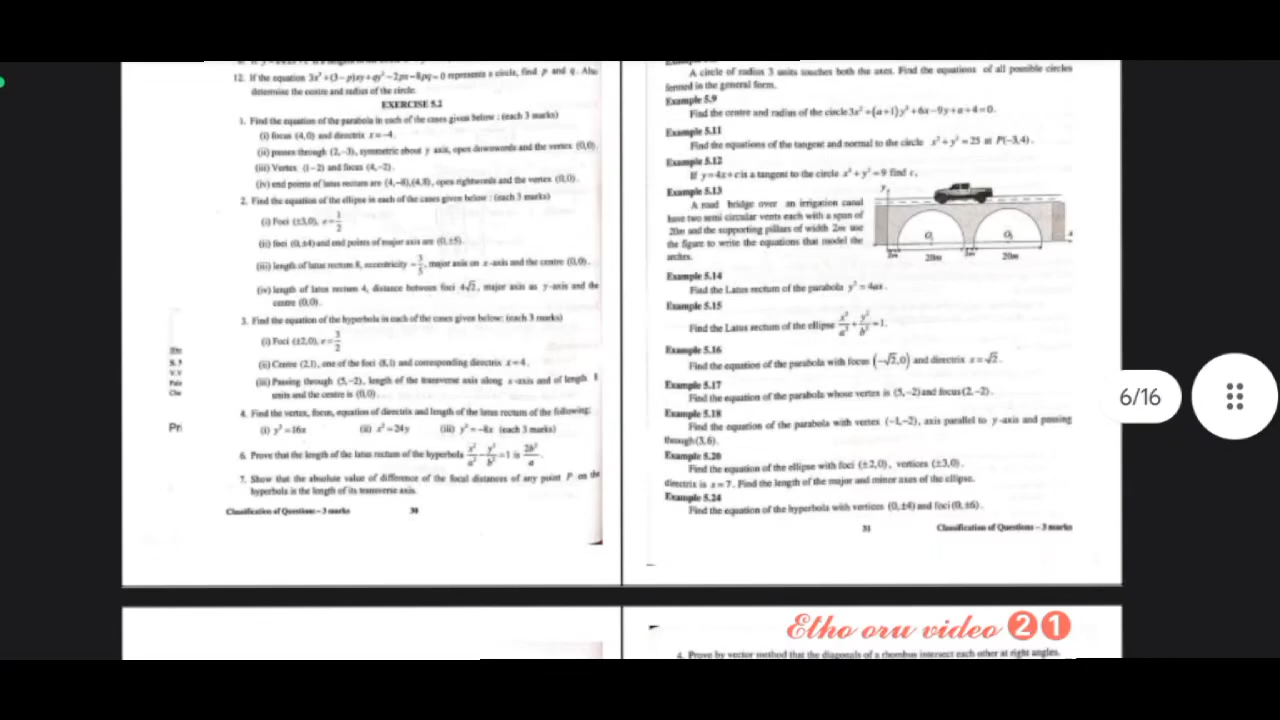 12. If the equation 3x² + (3 – p)xy + qy² – 2px = 8pq = 0 represents a circle, find p and q. Also
determine the centre and radius of the circle.
EXERCISE 5.2
1. Find the equation of the parabola in each of the cases given below : (each 3 marks)
(i) focus (4,0) and directrix x = –4.
(ii) passes through (2,–3), symmetric about y axis, open downwords and the vertex (0,0).
(iii) Vertex (1–2) and focus (4,–2).
(iv) end points of latus rectum are (4,–8),(4,8), open rightwords and the vertex (0,0).
2. Find the equation of the ellipse in each of the cases given below : (each 3 marks)
(i) Foci (±3,0), e = 1/2
(ii) foci (0,±4) and end points of major axis are (0,±5).
(iii) length of latus rectum 8, eccentricity = 3/5, major axis on x-axis and the centre (0,0).
(iv) length of latus rectum 4, distance between foci 4√2, major axis as y-axis and the
centre (0,0).
3. Find the equation of the hyperbola in each of the cases given below: (each 3 marks)
(i) Foci (±2,0), e = 3/2
(ii) Centre (2,1), one of the foci (8,1) and corresponding directrix x = 4.
(iii) Passing through (5,–2), length of the transverse axis along x-axis and of length 8
units and the centre is (0,0).
4. Find the vertex, focus, equation of directrix and length of the latus rectum of the following:
(i) y² = 16x (ii) x² = 24y (iii) y² = –8x (each 3 marks)
6. Prove that the length of the latus rectum of the hyperbola x²/a² – y²/b² = 1 is 2b²/a.
7. Show that the absolute value of difference of the focal distances of any point P on the
hyperbola is the length of its transverse axis.
Classification of Questions – 3 marks 30
Pri
A circle of radius 3 units touches both the axes. Find the equations of all possible circles
formed in the general form.
Example 5.9
Find the centre and radius of the circle 3x² + (a+1)y² + 6x – 9y + a + 4 = 0.
Example 5.11
Find the equations of the tangent and normal to the circle x² + y² = 25 at P(–3,4).
Example 5.12
If y = 4x + c is a tangent to the circle x² + y² = 9 find c.
Example 5.13
A road bridge over an irrigation canal
have two semi circular vents each with a span of
20m and the supporting pillars of width 2m use
the figure to write the equations that model the
arches.
y
O₁ O₂
2m 20m 2m 20m
Example 5.14
Find the Latus rectum of the parabola y² = 4ax.
Example 5.15
Find the Latus rectum of the ellipse x²/a² + y²/b² = 1.
Example 5.16
Find the equation of the parabola with focus (–√2,0) and directrix x = √2.
Example 5.17
Find the equation of the parabola whose vertex is (5,–2) and focus (2,–2).
Example 5.18
Find the equation of the parabola with vertex (–1,–2), axis parallel to y-axis and passing
through (3,6).
Example 5.20
Find the equation of the ellipse with foci (±2,0), vertices (±3,0).
directrix is x = 7. Find the length of the major and minor axes of the ellipse.
Example 5.24
Find the equation of the hyperbola with vertices (0,±4) and foci (0,±6).
31 Classification of Questions – 3 marks
6/16
Etho oru video 21
4. Prove by vector method that the diagonals of a rhombus intersect each other at right angles.